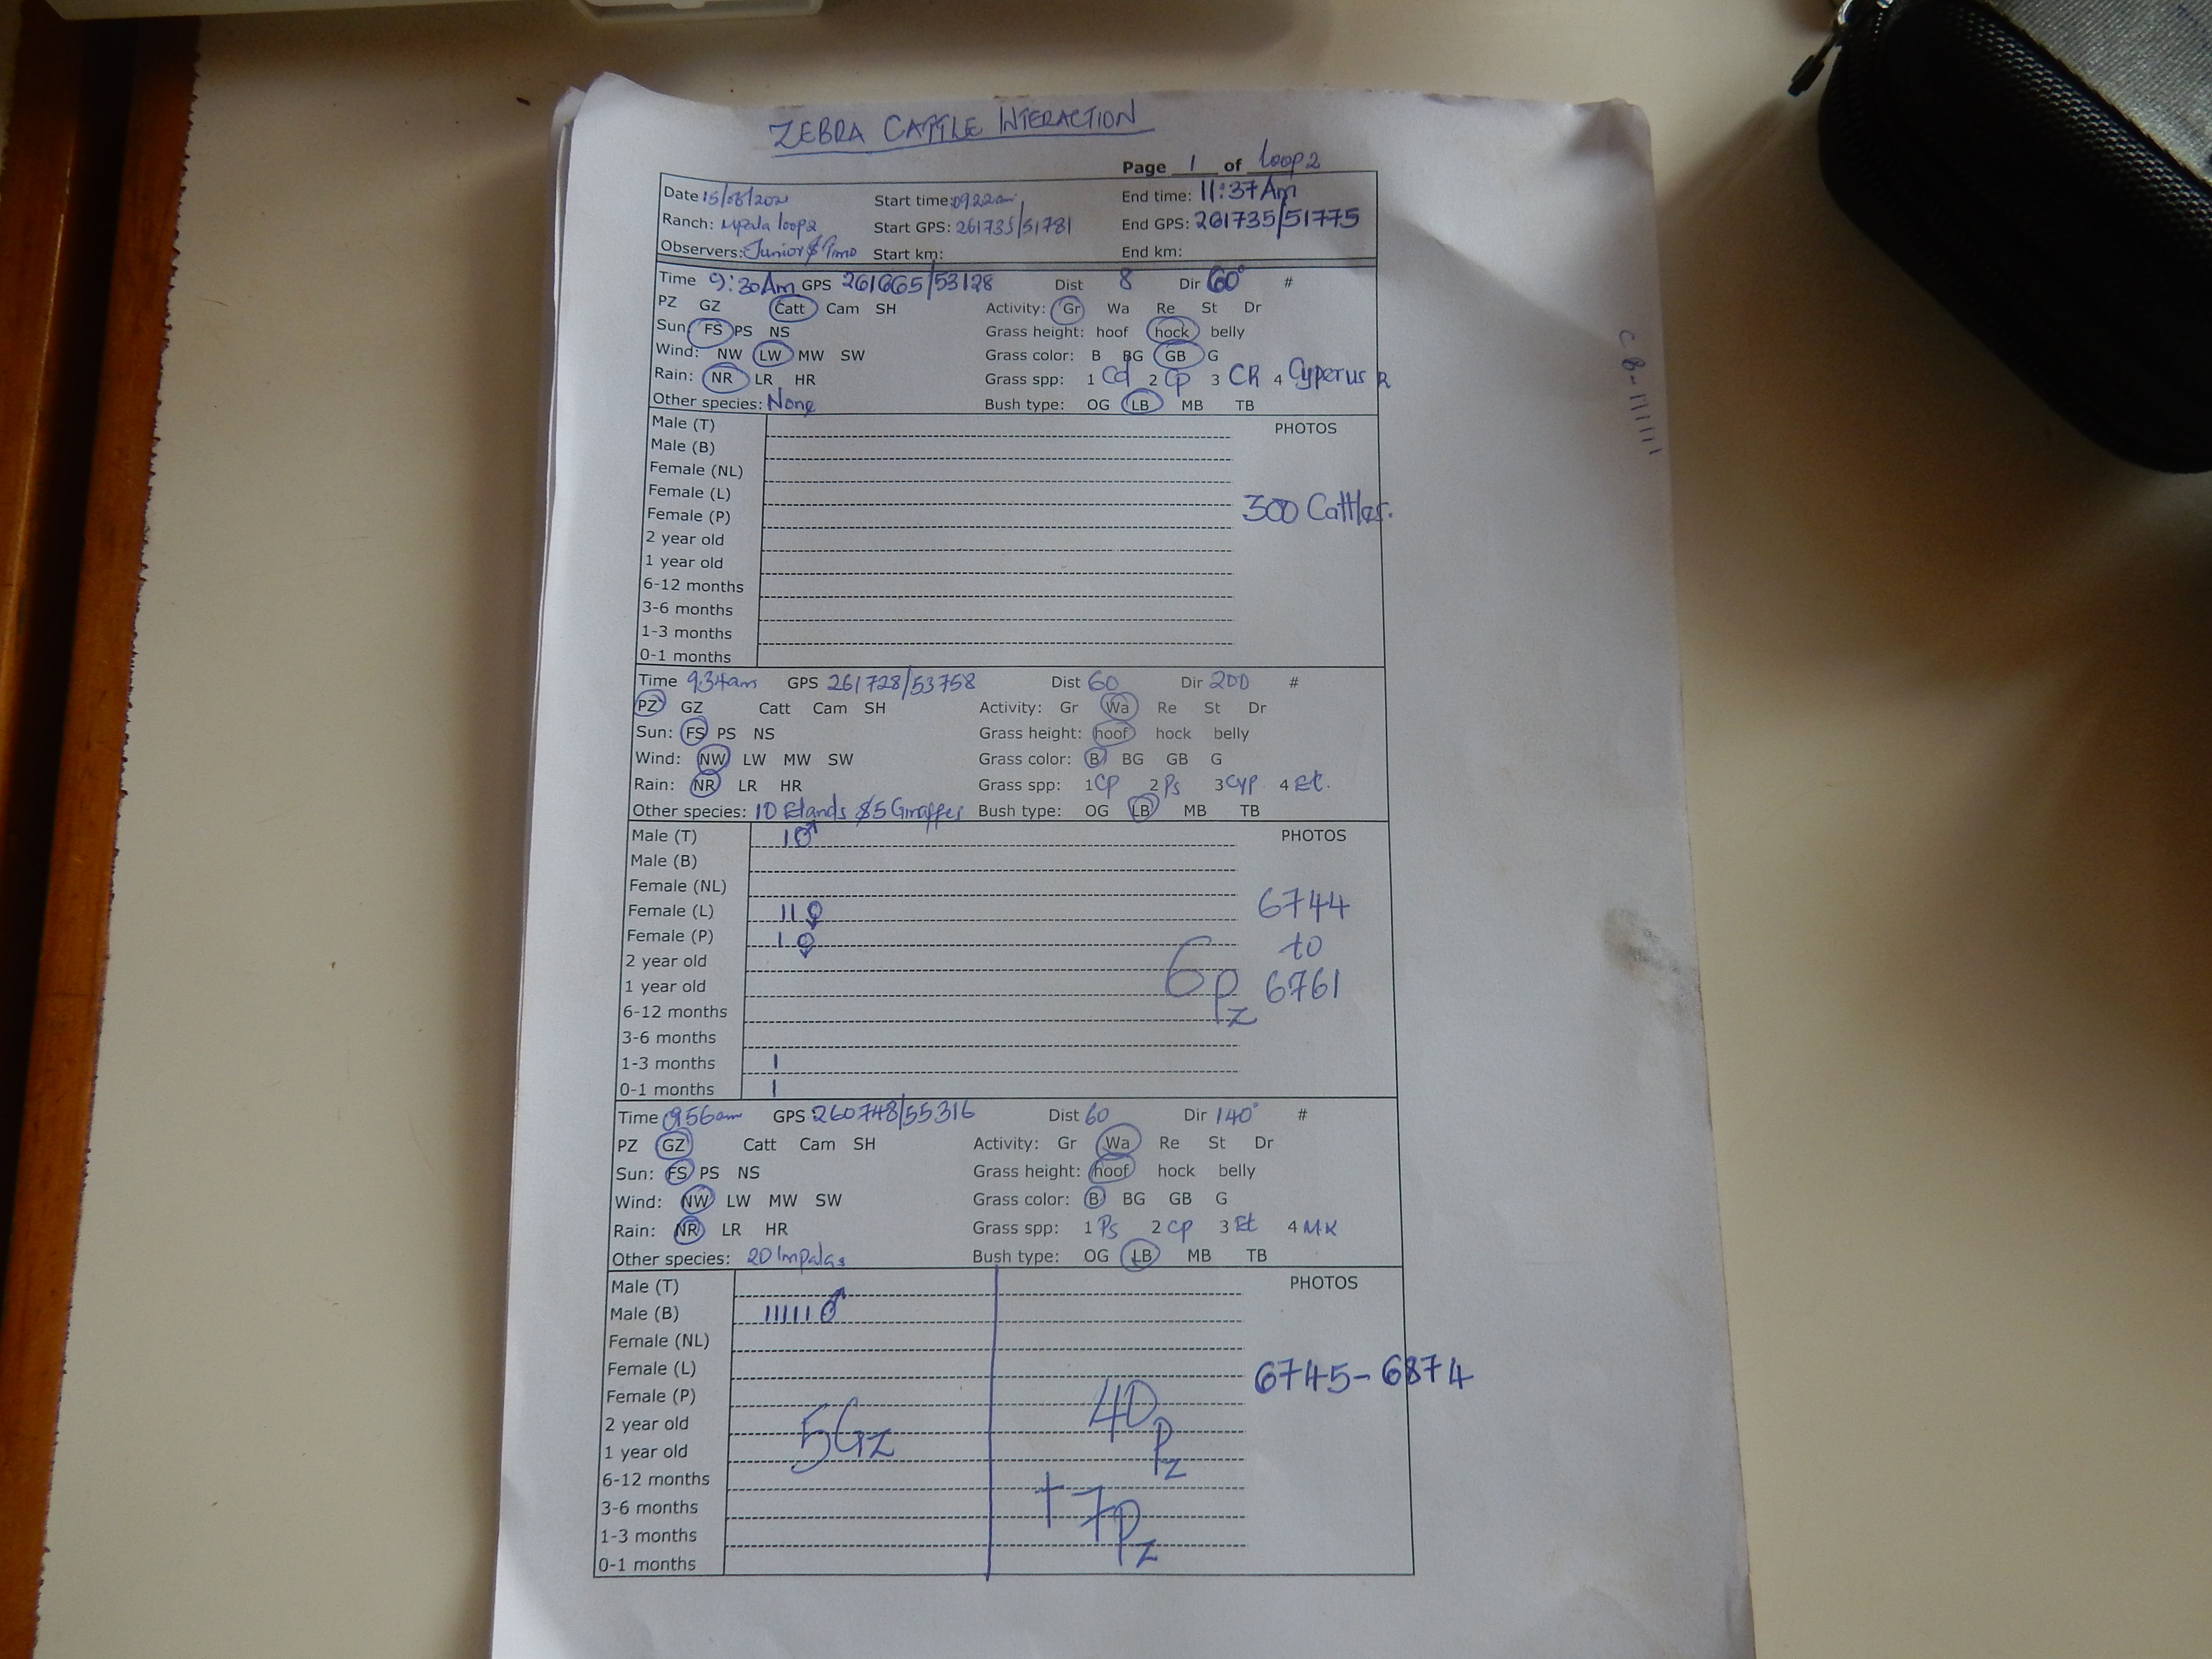 ZEBRA CATTLE INTERACTION
Page 1 of loop 2
Date 15/08/2021 Start time: 0922am End time: 11:37Am
Ranch: Mpala loop2 Start GPS: 261735/51781 End GPS: 261735/51775
Observers: Junior & Timo Start km: End km:
Time 9:30Am GPS 261665/53128 Dist 8 Dir 60° #
PZ GZ Catt Cam SH Activity: Gr Wa Re St Dr
Sun: FS PS NS Grass height: hoof hock belly
Wind: NW LW MW SW Grass color: B BG GB G
Rain: NR LR HR Grass spp: 1 Cd 2 Cp 3 CR 4 Cyperus R
Other species: None Bush type: OG LB MB TB
Male (T) PHOTOS
Male (B)
Female (NL)
Female (L)
Female (P) 300 Cattles.
2 year old
1 year old
6-12 months
3-6 months
1-3 months
0-1 months
Time 934am GPS 261728/53758 Dist 60 Dir 200 #
PZ GZ Catt Cam SH Activity: Gr Wa Re St Dr
Sun: FS PS NS Grass height: hoof hock belly
Wind: NW LW MW SW Grass color: B BG GB G
Rain: NR LR HR Grass spp: 1 Cp 2 Ps 3 Cyp. 4 Et.
Other species: 10 Elands & 5 Giraffes Bush type: OG LB MB TB
Male (T) 1 ♂ PHOTOS
Male (B)
Female (NL)
Female (L) 11 ♀ 6744
Female (P) 1 ♀ to
2 year old
1 year old 6Pz 6761
6-12 months
3-6 months
1-3 months 1
0-1 months 1
Time 0956am GPS 260748/55316 Dist 60 Dir 140° #
PZ GZ Catt Cam SH Activity: Gr Wa Re St Dr
Sun: FS PS NS Grass height: hoof hock belly
Wind: NW LW MW SW Grass color: B BG GB G
Rain: NR LR HR Grass spp: 1 Ps 2 Cp 3 Et 4 MK
Other species: 20 Impalas Bush type: OG LB MB TB
Male (T) PHOTOS
Male (B) 11111 ♂
Female (NL)
Female (L) 6745-6874
Female (P)
2 year old 5Gz 40Pz
1 year old
6-12 months
3-6 months +7Pz
1-3 months
0-1 months